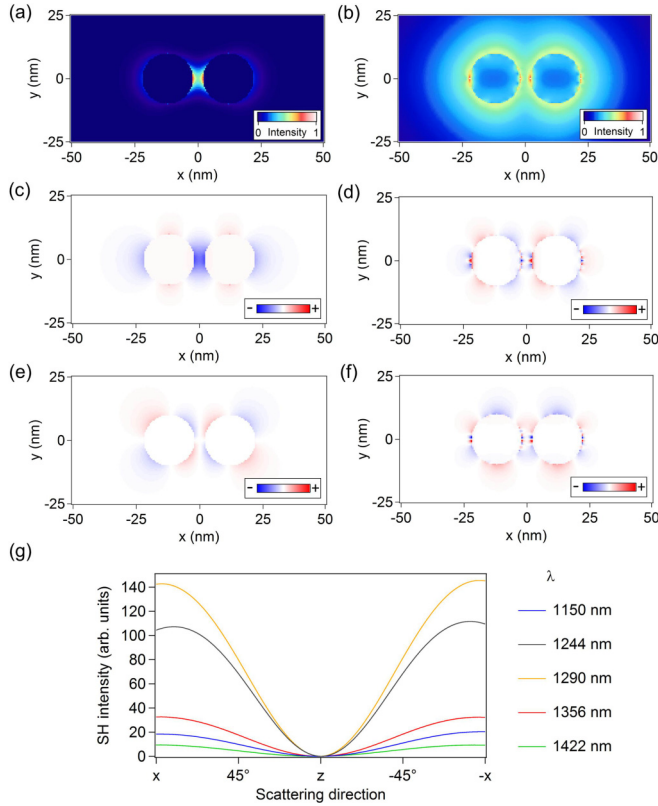 (a)
(b)
25
0
-25
y (nm)
0 Intensity 1
-50 -25 0 25 50
x (nm)
25
0
-25
y (nm)
0 Intensity 1
-50 -25 0 25 50
x (nm)
(c)
(d)
25
0
-25
y (nm)
- +
-50 -25 0 25 50
x (nm)
25
0
-25
y (nm)
- +
-50 -25 0 25 50
x (nm)
(e)
(f)
25
0
-25
y (nm)
- +
-50 -25 0 25 50
x (nm)
25
0
-25
y (nm)
- +
-50 -25 0 25 50
x (nm)
(g)
SH intensity (arb. units)
140
120
100
80
60
40
20
0
x 45° z -45° -x
Scattering direction
λ
1150 nm
1244 nm
1290 nm
1356 nm
1422 nm